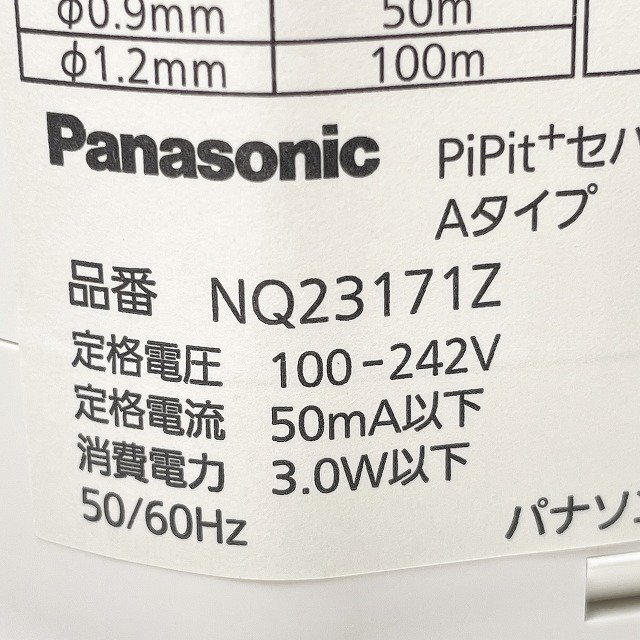 φ0.9mm 50m
φ1.2mm 100m
Panasonic PiPit⁺セパ
Aタイプ
品番 NQ23171Z
定格電圧 100-242V
定格電流 50mA以下
消費電力 3.0W以下
50/60Hz パナソニ